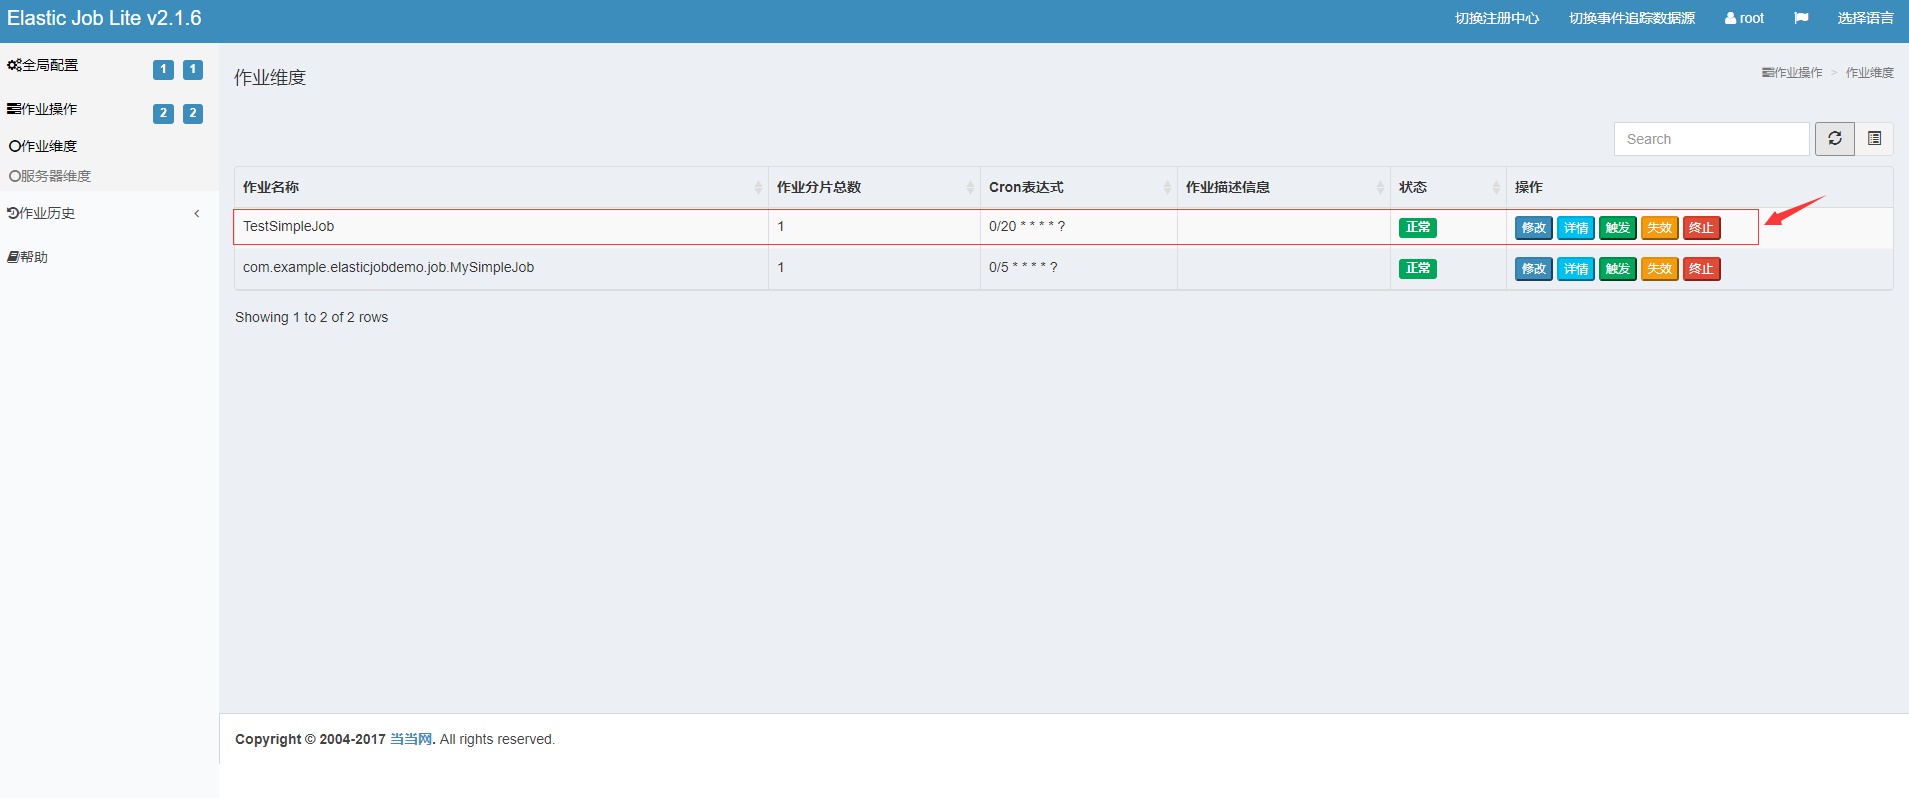 Elastic Job Lite v2.1.6
切换注册中心 切换事件追踪数据源 root 选择语言
全局配置 1 1
作业操作 2 2
作业维度
服务器维度
作业历史
帮助
作业维度
作业操作 > 作业维度
Search
作业名称 作业分片总数 Cron表达式 作业描述信息 状态 操作
TestSimpleJob 1 0/20 * * * * ? 正常 修改 详情 触发 失效 终止
com.example.elasticjobdemo.job.MySimpleJob 1 0/5 * * * * ? 正常 修改 详情 触发 失效 终止
Showing 1 to 2 of 2 rows
Copyright © 2004-2017 当当网. All rights reserved.